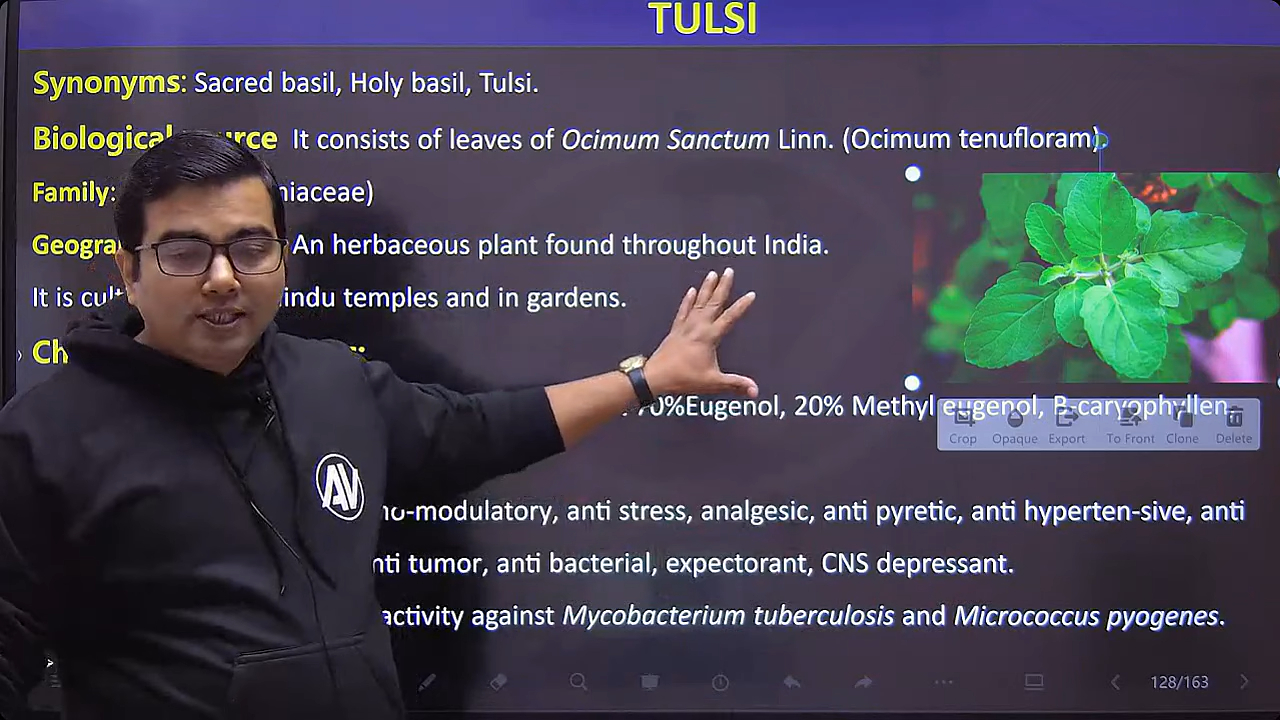 TULSI
Synonyms: Sacred basil, Holy basil, Tulsi.
Biological It consists of leaves of Ocimum Sanctum Linn. (Ocimum tenufloram)
Family: niaceae)
An herbaceous plant found throughout India.
It is indu temples and in gardens.
70%Eugenol, 20% Methyl eugenol, B-caryophyllen.
Crop Opaque Export To Front Clone Delete
no-modulatory, anti stress, analgesic, anti pyretic, anti hyperten-sive, anti
nti tumor, anti bacterial, expectorant, CNS depressant.
activity against Mycobacterium tuberculosis and Micrococcus pyogenes.
AV
128/163